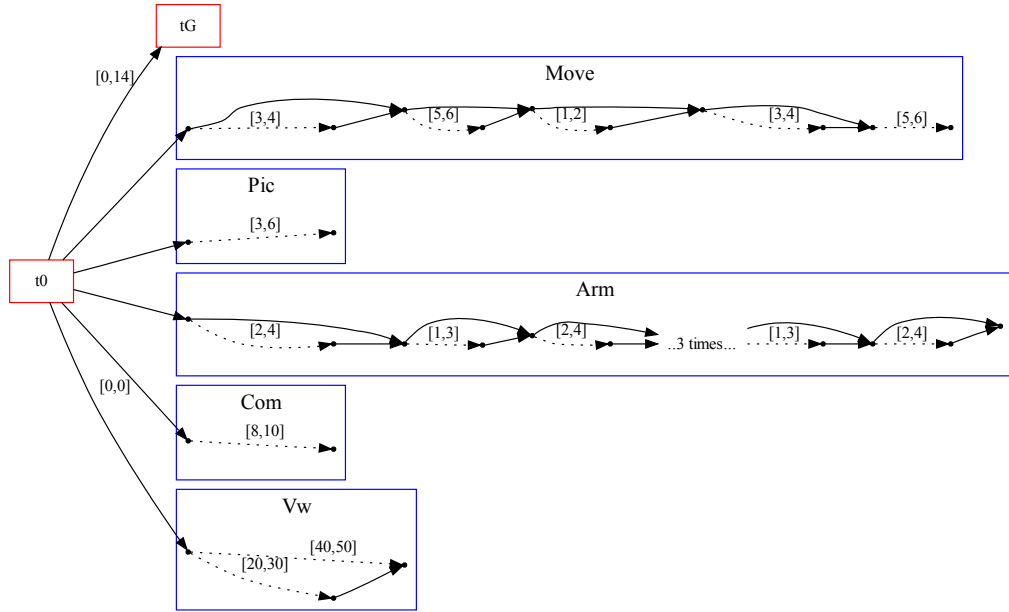 tG
[0,14]
Move
[3,4]
[5,6]
[1,2]
[3,4]
[5,6]
Pic
[3,6]
t0
Arm
[2,4]
[1,3]
[2,4]
..3 times...
[1,3]
[2,4]
[0,0]
Com
[8,10]
Vw
[40,50]
[20,30]